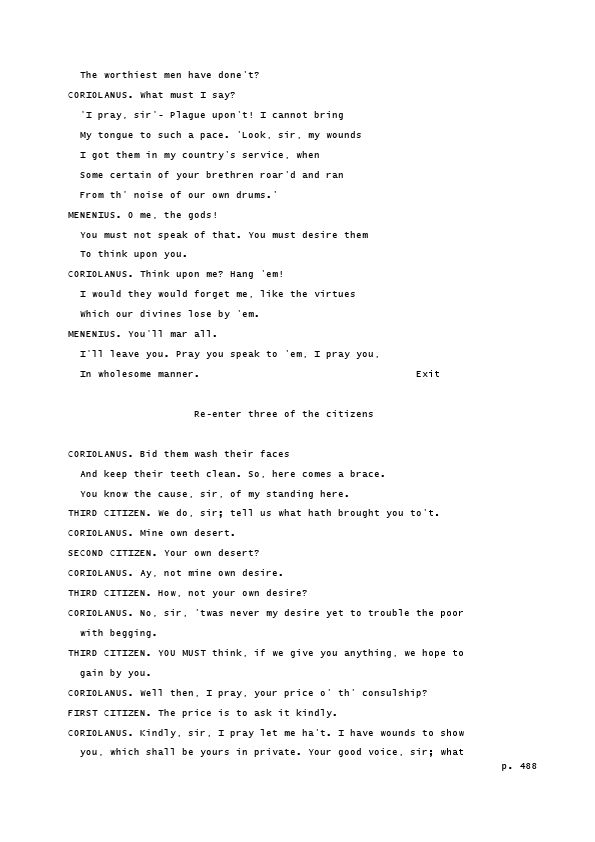 The worthiest men have done't?
CORIOLANUS. What must I say?
'I pray, sir'- Plague upon't! I cannot bring
My tongue to such a pace. 'Look, sir, my wounds
I got them in my country's service, when
Some certain of your brethren roar'd and ran
From th' noise of our own drums.'
MENENIUS. O me, the gods!
You must not speak of that. You must desire them
To think upon you.
CORIOLANUS. Think upon me? Hang 'em!
I would they would forget me, like the virtues
Which our divines lose by 'em.
MENENIUS. You'll mar all.
I'll leave you. Pray you speak to 'em, I pray you,
In wholesome manner. Exit
Re-enter three of the citizens
CORIOLANUS. Bid them wash their faces
And keep their teeth clean. So, here comes a brace.
You know the cause, sir, of my standing here.
THIRD CITIZEN. We do, sir; tell us what hath brought you to't.
CORIOLANUS. Mine own desert.
SECOND CITIZEN. Your own desert?
CORIOLANUS. Ay, not mine own desire.
THIRD CITIZEN. How, not your own desire?
CORIOLANUS. No, sir, 'twas never my desire yet to trouble the poor
with begging.
THIRD CITIZEN. YOU MUST think, if we give you anything, we hope to
gain by you.
CORIOLANUS. Well then, I pray, your price o' th' consulship?
FIRST CITIZEN. The price is to ask it kindly.
CORIOLANUS. Kindly, sir, I pray let me ha't. I have wounds to show
you, which shall be yours in private. Your good voice, sir; what
p. 488